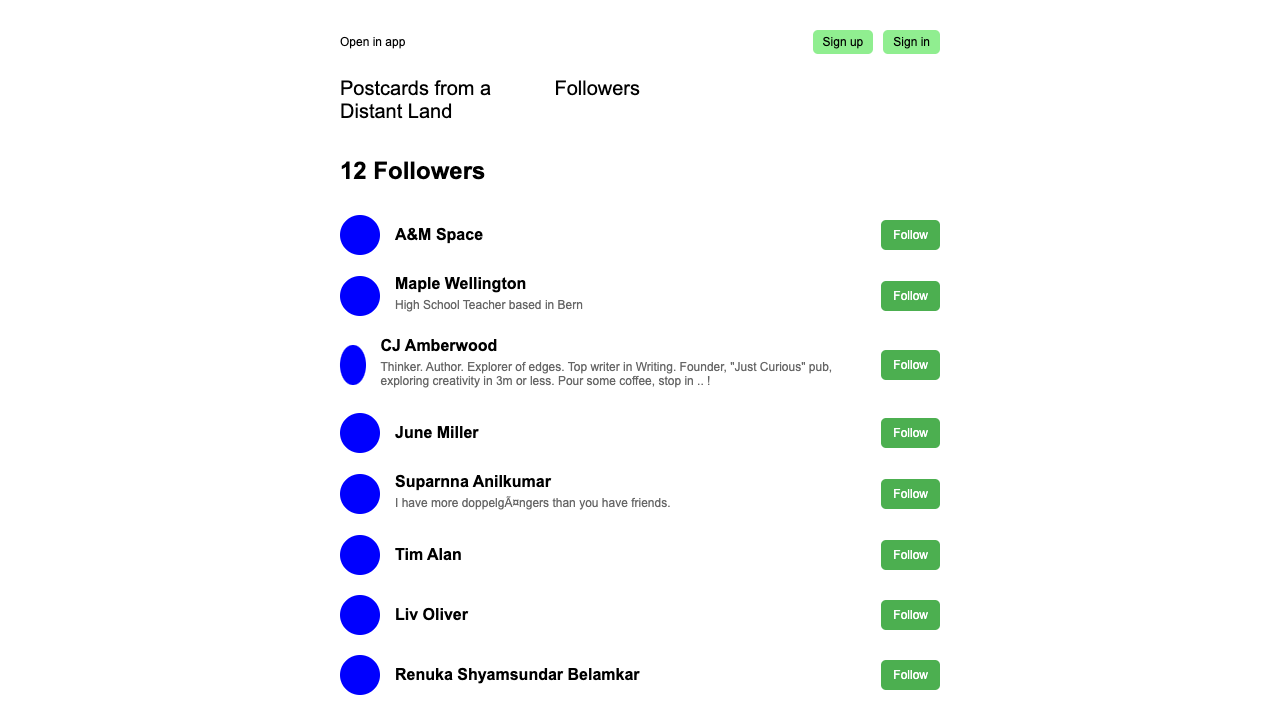 Open in app
Sign up
Sign in
Postcards from a
Distant Land
Followers
12 Followers
A&M Space
Follow
Maple Wellington
High School Teacher based in Bern
Follow
CJ Amberwood
Thinker. Author. Explorer of edges. Top writer in Writing. Founder, "Just Curious" pub,
exploring creativity in 3m or less. Pour some coffee, stop in .. !
Follow
June Miller
Follow
Suparnna Anilkumar
I have more doppelgÃ¤ngers than you have friends.
Follow
Tim Alan
Follow
Liv Oliver
Follow
Renuka Shyamsundar Belamkar
Follow